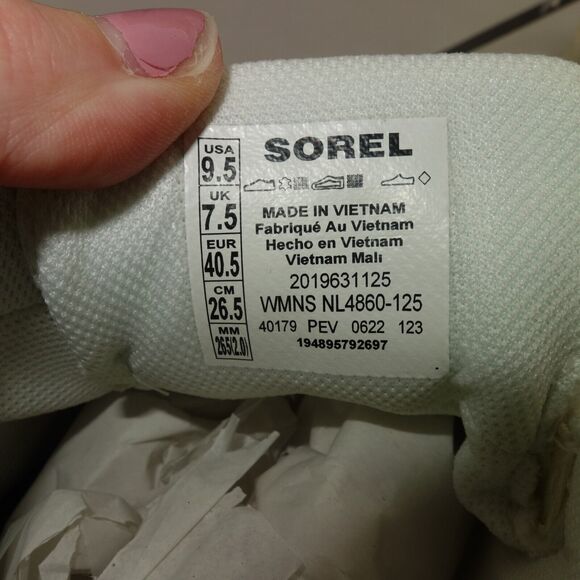 USA
9.5
UK
7.5
EUR
40.5
CM
26.5
MM
265(2.0)
SOREL
MADE IN VIETNAM
Fabriqué Au Vietnam
Hecho en Vietnam
Vietnam Malı
2019631125
WMNS NL4860-125
40179 PEV 0622 123
194895792697